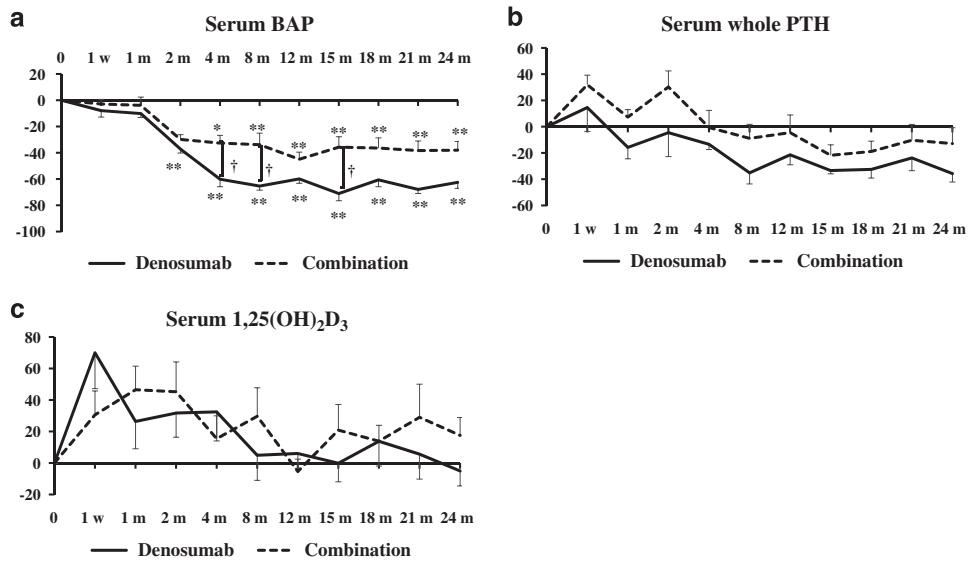 a
Serum BAP
0 1 w 1 m 2 m 4 m 8 m 12 m 15 m 18 m 21 m 24 m
20
0
-20
-40
-60
-80
-100
* ** ** ** ** ** **
** ** ** ** ** ** ** **
† † †
Denosumab Combination
b
Serum whole PTH
60
40
20
0
-20
-40
-60
0 1 w 1 m 2 m 4 m 8 m 12 m 15 m 18 m 21 m 24 m
Denosumab Combination
c
Serum 1,25(OH)₂D₃
80
60
40
20
0
-20
0 1 w 1 m 2 m 4 m 8 m 12 m 15 m 18 m 21 m 24 m
Denosumab Combination